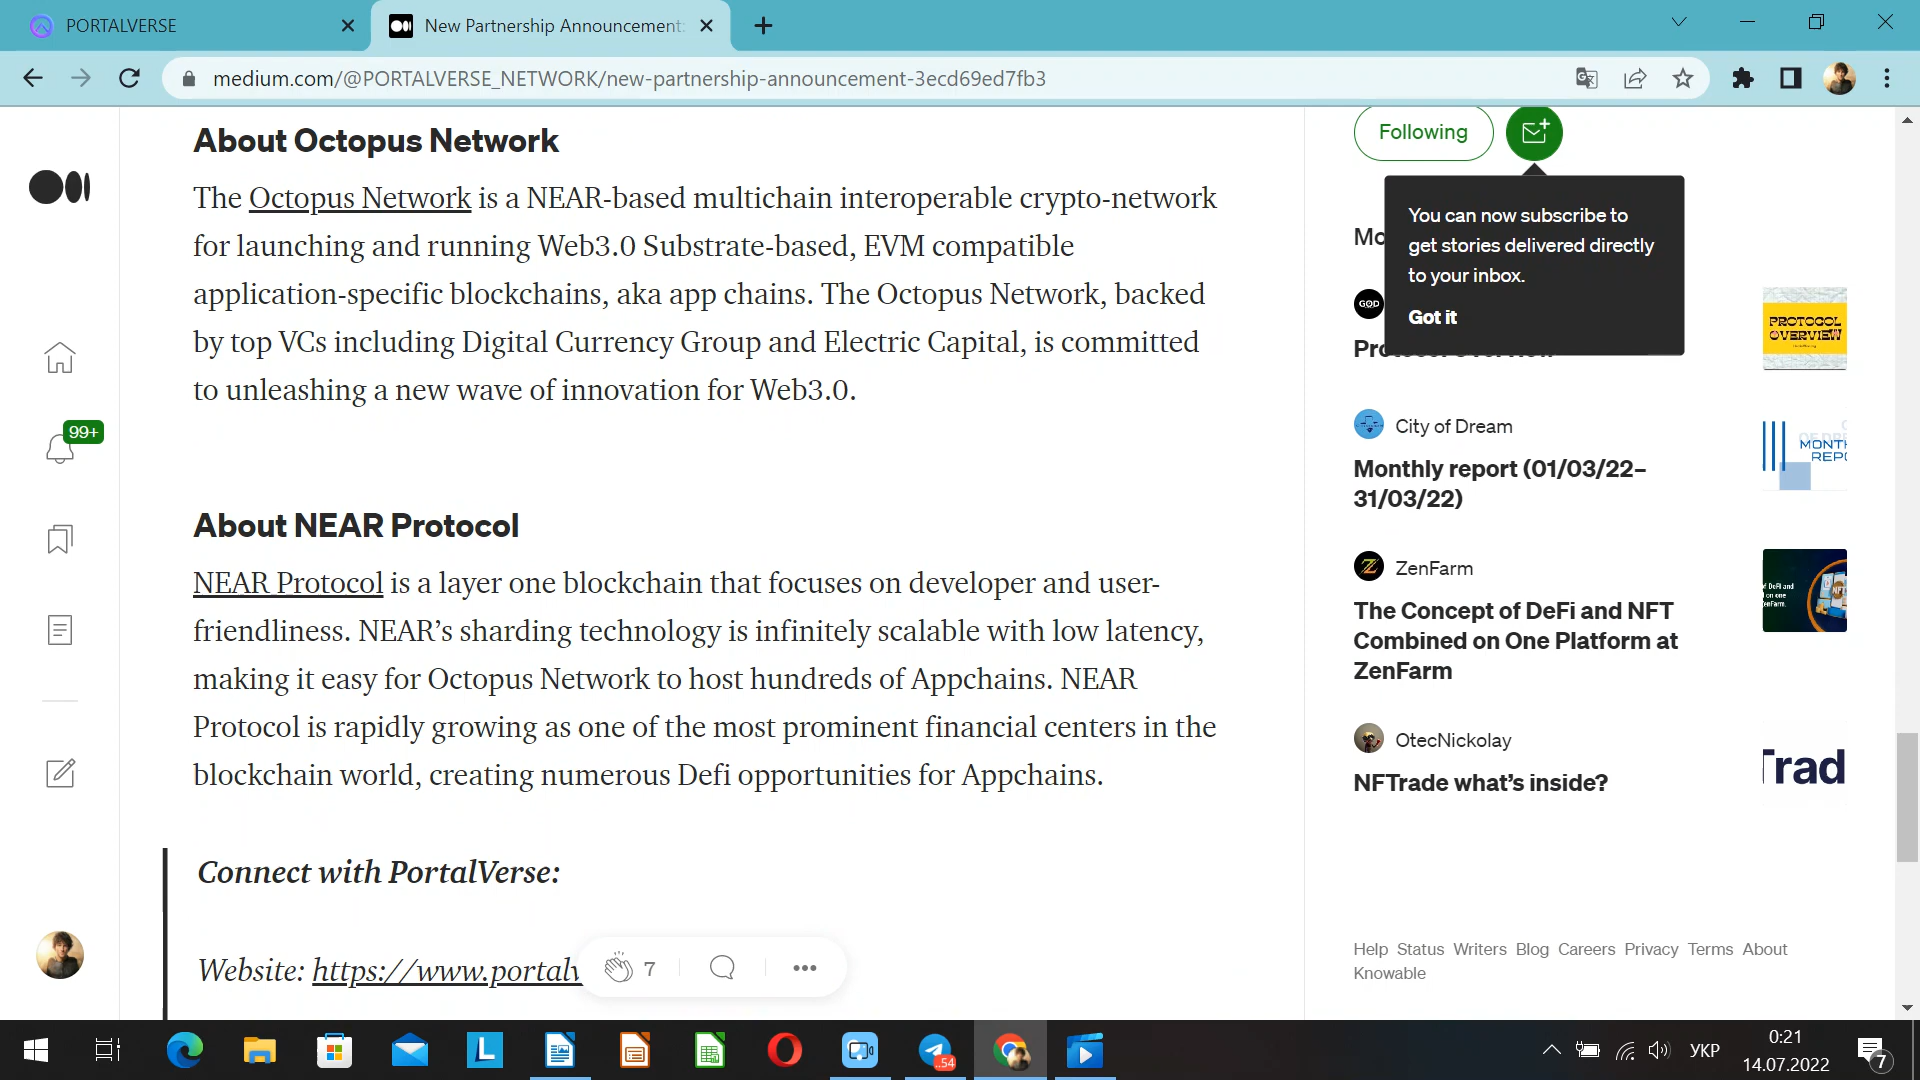 PORTALVERSE
New Partnership Announcement:
medium.com/@PORTALVERSE_NETWORK/new-partnership-announcement-3ecd69ed7fb3
About Octopus Network
The Octopus Network is a NEAR-based multichain interoperable crypto-network
for launching and running Web3.0 Substrate-based, EVM compatible
application-specific blockchains, aka app chains. The Octopus Network, backed
by top VCs including Digital Currency Group and Electric Capital, is committed
to unleashing a new wave of innovation for Web3.0.
About NEAR Protocol
NEAR Protocol is a layer one blockchain that focuses on developer and user-
friendliness. NEAR’s sharding technology is infinitely scalable with low latency,
making it easy for Octopus Network to host hundreds of Appchains. NEAR
Protocol is rapidly growing as one of the most prominent financial centers in the
blockchain world, creating numerous Defi opportunities for Appchains.
Connect with PortalVerse:
Website: https://www.portalv
7
99+
Following
You can now subscribe to
get stories delivered directly
to your inbox.
Got it
Mo
GOD
PROTOCOL
OVERVIEW
City of Dream
Monthly report (01/03/22–
31/03/22)
MONTH
REPO
ZenFarm
The Concept of DeFi and NFT
Combined on One Platform at
ZenFarm
f DeFi and
on one
enFarm.
OtecNickolay
NFTrade what’s inside?
Trad
Help Status Writers Blog Careers Privacy Terms About
Knowable
L
..54
УКР
0:21
14.07.2022
7